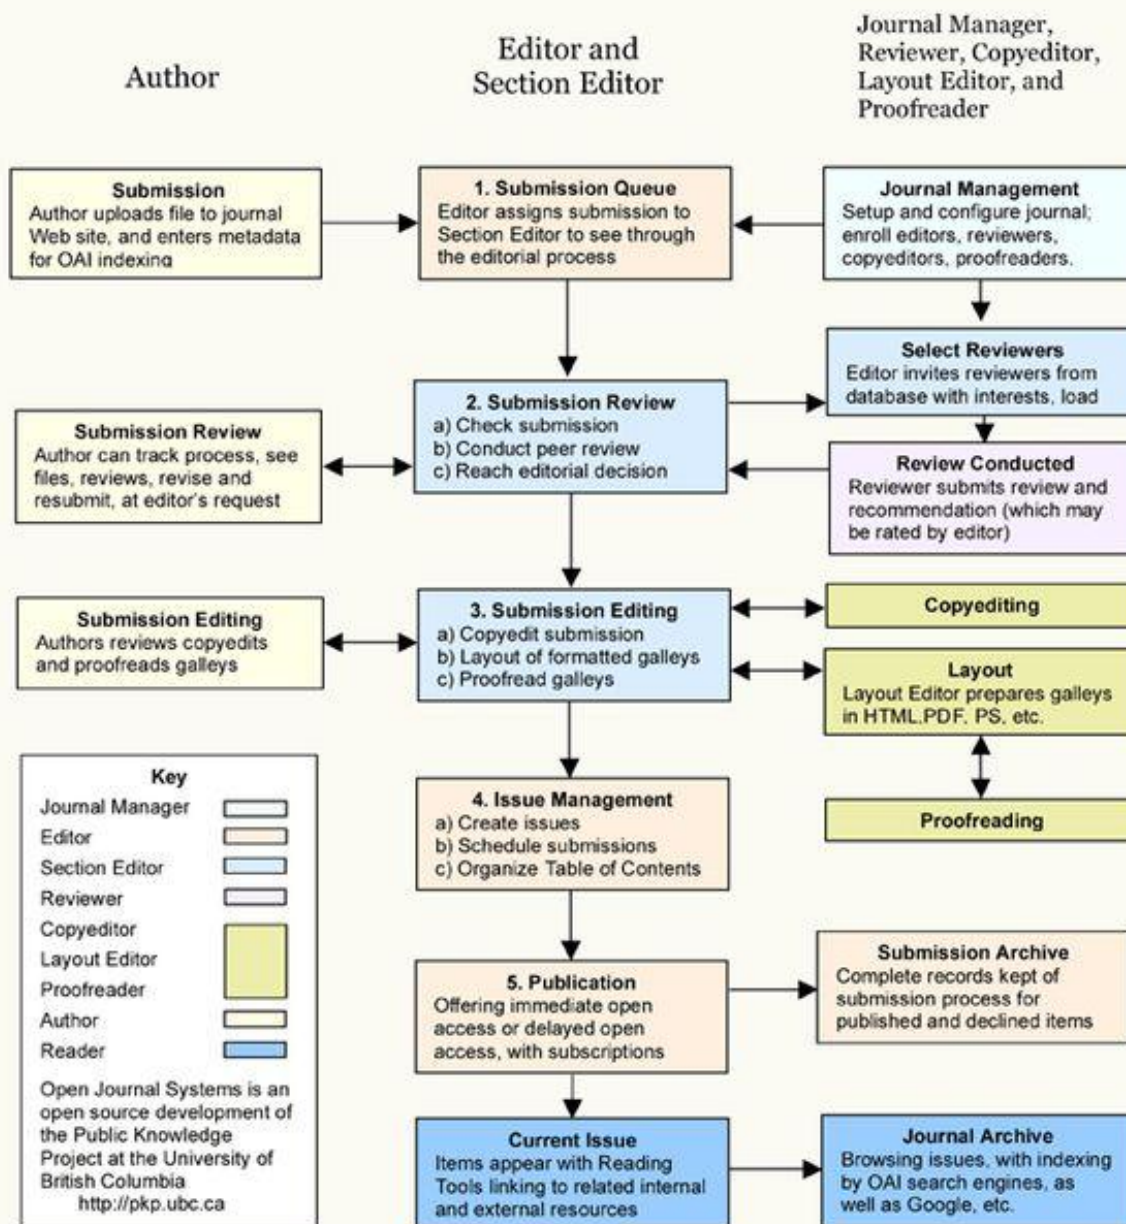 Author
Editor and
Section Editor
Journal Manager,
Reviewer, Copyeditor,
Layout Editor, and
Proofreader
Submission
Author uploads file to journal
Web site, and enters metadata
for OAI indexing
1. Submission Queue
Editor assigns submission to
Section Editor to see through
the editorial process
Journal Management
Setup and configure journal;
enroll editors, reviewers,
copyeditors, proofreaders.
Select Reviewers
Editor invites reviewers from
database with interests, load
2. Submission Review
a) Check submission
b) Conduct peer review
c) Reach editorial decision
Submission Review
Author can track process, see
files, reviews, revise and
resubmit, at editor's request
Review Conducted
Reviewer submits review and
recommendation (which may
be rated by editor)
Submission Editing
Authors reviews copyedits
and proofreads galleys
3. Submission Editing
a) Copyedit submission
b) Layout of formatted galleys
c) Proofread galleys
Copyediting
Layout
Layout Editor prepares galleys
in HTML.PDF, PS, etc.
Proofreading
Key
Journal Manager
Editor
Section Editor
Reviewer
Copyeditor
Layout Editor
Proofreader
Author
Reader
Open Journal Systems is an
open source development of
the Public Knowledge
Project at the University of
British Columbia
http://pkp.ubc.ca
4. Issue Management
a) Create issues
b) Schedule submissions
c) Organize Table of Contents
5. Publication
Offering immediate open
access or delayed open
access, with subscriptions
Submission Archive
Complete records kept of
submission process for
published and declined items
Current Issue
Items appear with Reading
Tools linking to related internal
and external resources
Journal Archive
Browsing issues, with indexing
by OAI search engines, as
well as Google, etc.